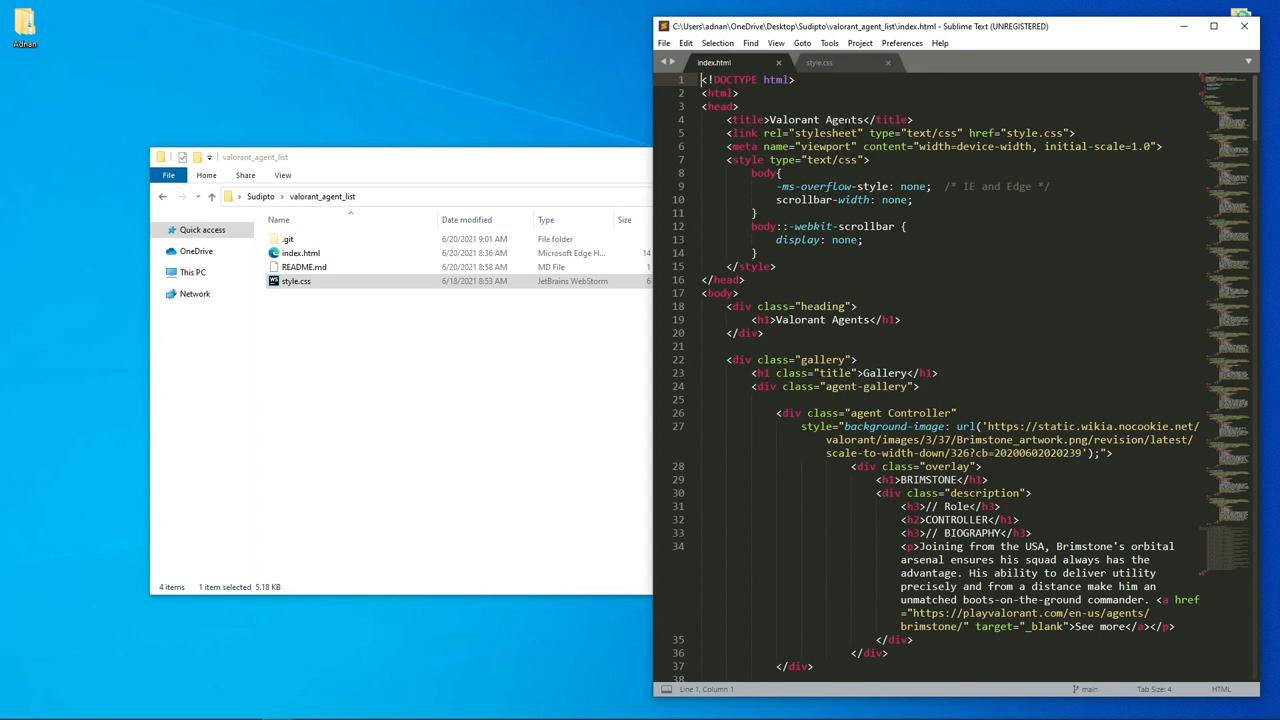 Adnan
valorant_agent_list
File Home Share View
Sudipto valorant_agent_list
Name Date modified Type Size
Quick access
OneDrive
This PC
Network
.git 6/20/2021 9:01 AM File folder
index.html 6/20/2021 8:36 AM Microsoft Edge H... 14
README.md 6/20/2021 8:58 AM MD File 1
style.css 6/18/2021 8:53 AM JetBrains WebStorm 6
4 items 1 item selected 5.18 KB
C:\Users\adnan\OneDrive\Desktop\Sudipto\valorant_agent_list\index.html - Sublime Text (UNREGISTERED)
File Edit Selection Find View Goto Tools Project Preferences Help
index.html style.css
1 <!DOCTYPE html>
2 <html>
3 <head>
4 <title>Valorant Agents</title>
5 <link rel="stylesheet" type="text/css" href="style.css">
6 <meta name="viewport" content="width=device-width, initial-scale=1.0">
7 <style type="text/css">
8 body{
9 -ms-overflow-style: none; /* IE and Edge */
10 scrollbar-width: none;
11 }
12 body::-webkit-scrollbar {
13 display: none;
14 }
15 </style>
16 </head>
17 <body>
18 <div class="heading">
19 <h1>Valorant Agents</h1>
20 </div>
21
22 <div class="gallery">
23 <h1 class="title">Gallery</h1>
24 <div class="agent-gallery">
25
26 <div class="agent Controller"
27 style="background-image: url('https://static.wikia.nocookie.net/
valorant/images/3/37/Brimstone_artwork.png/revision/latest/
scale-to-width-down/326?cb=20200602020239');">
28 <div class="overlay">
29 <h1>BRIMSTONE</h1>
30 <div class="description">
31 <h3>// Role</h3>
32 <h2>CONTROLLER</h1>
33 <h3>// BIOGRAPHY</h3>
34 <p>Joining from the USA, Brimstone's orbital
arsenal ensures his squad always has the
advantage. His ability to deliver utility
precisely and from a distance make him an
unmatched boots-on-the-ground commander. <a href
="https://playvalorant.com/en-us/agents/
brimstone/" target="_blank">See more</a></p>
35 </div>
36 </div>
37 </div>
38
Line 1, Column 1 main Tab Size: 4 HTML